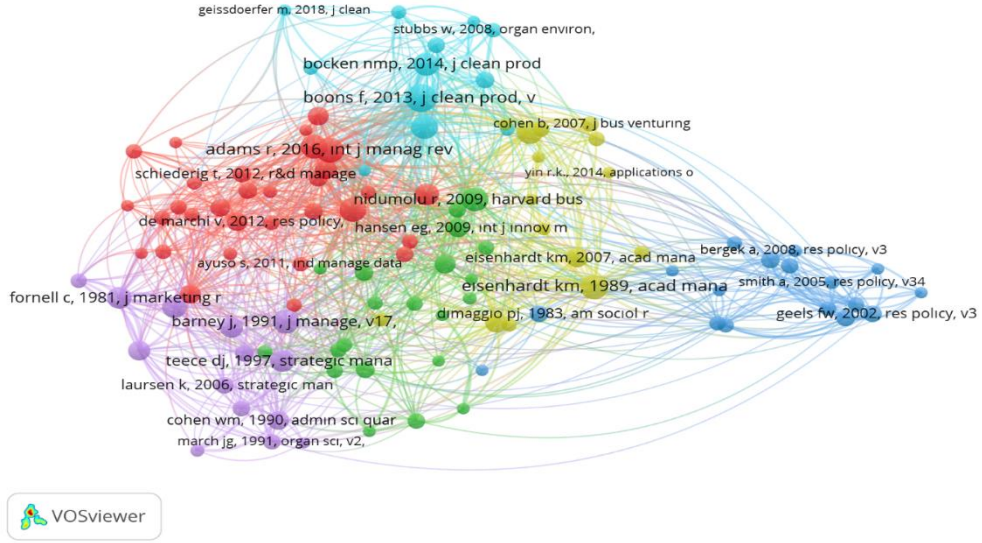 geissdoerfer m, 2018, j clean
stubbs w, 2008, organ environ,
bocken nmp, 2014, j clean prod
boons f, 2013, j clean prod, v
cohen b, 2007, j bus venturing
adams r, 2016, int j manag rev
schiederig t, 2012, r&d manage
yin r.k., 2014, applications o
nidumolu r, 2009, harvard bus
de marchi v, 2012, res policy,
hansen eg, 2009, int j innov m
bergek a, 2008, res policy, v3
ayuso s, 2011, ind manage data
eisenhardt km, 2007, acad mana
smith a, 2005, res policy, v34
eisenhardt km, 1989, acad mana
fornell c, 1981, j marketing r
barney j, 1991, j manage, v17,
dimaggio pj, 1983, am sociol r
geels fw, 2002, res policy, v3
teece dj, 1997, strategic mana
laursen k, 2006, strategic man
cohen wm, 1990, admin sci quar
march jg, 1991, organ sci, v2,
VOSviewer